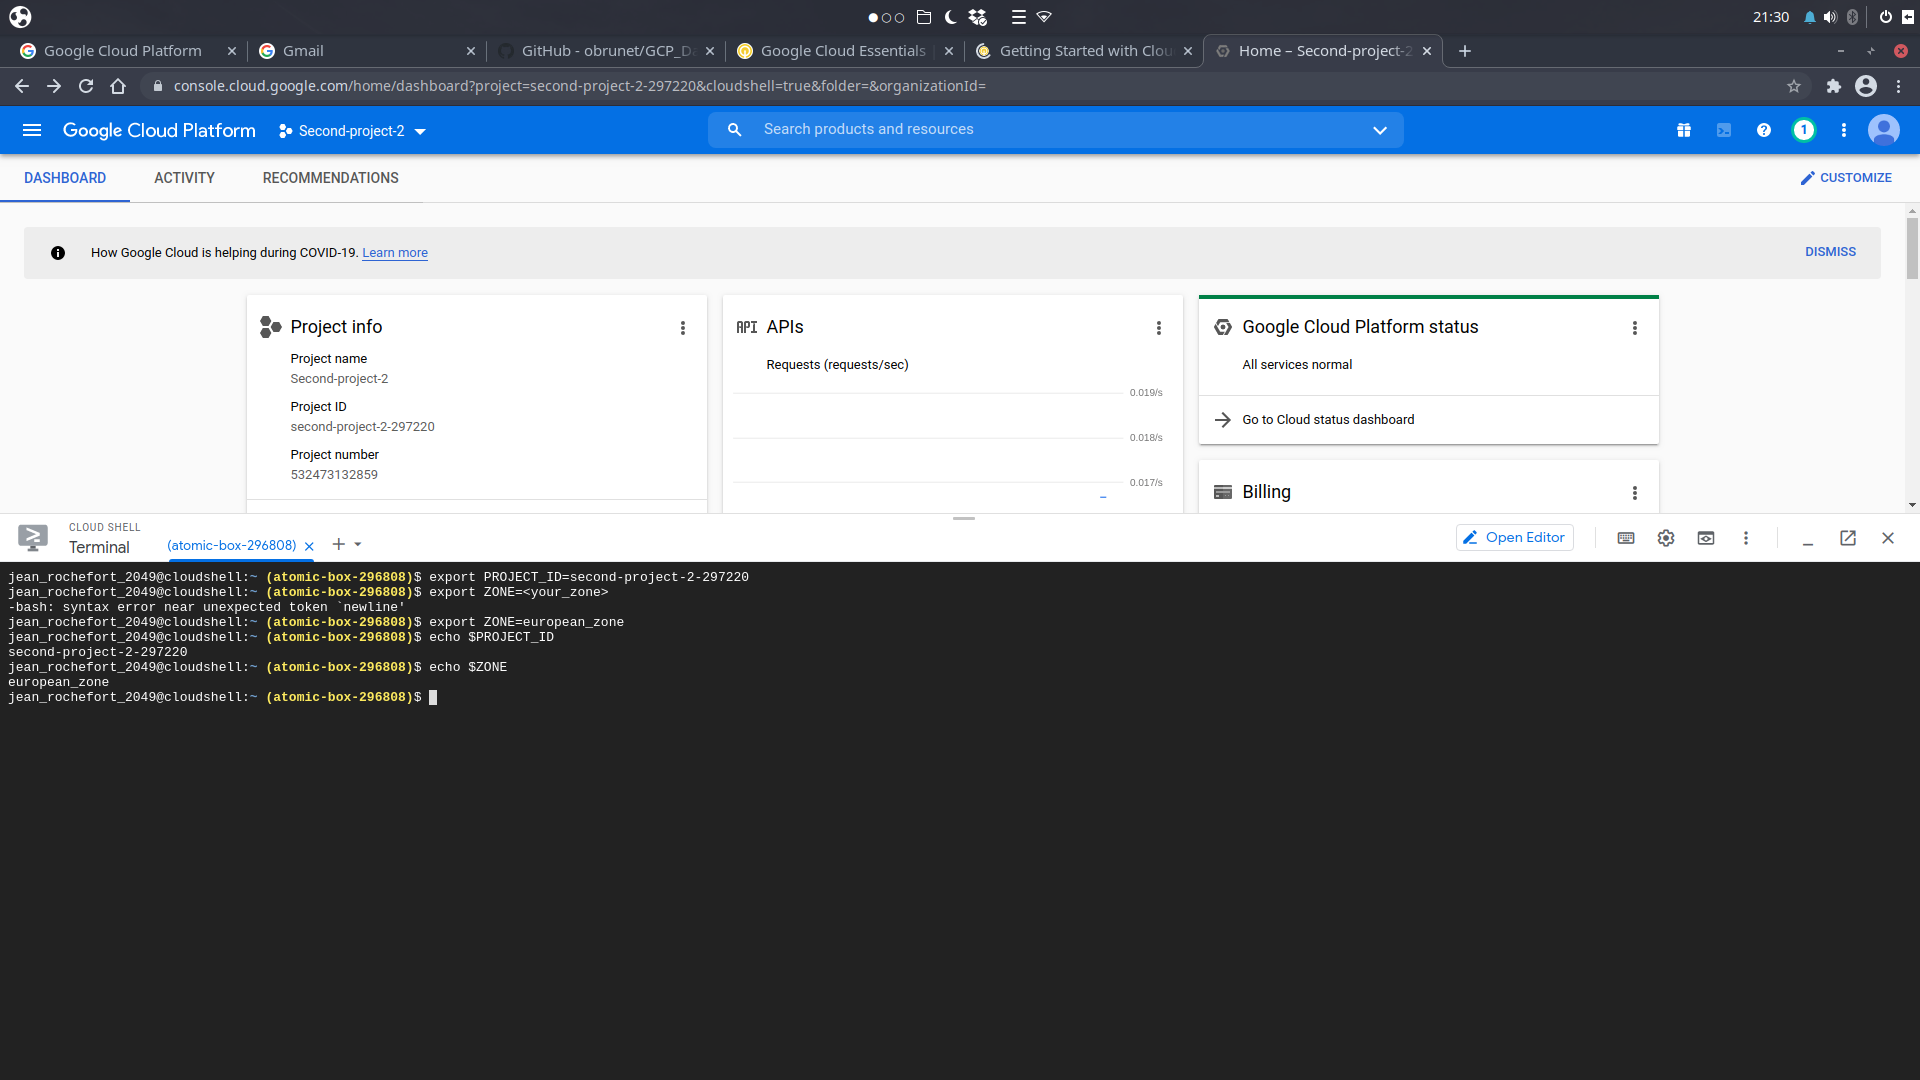 21:30
Google Cloud Platform
Gmail
GitHub - obrunet/GCP_Da
Google Cloud Essentials
Getting Started with Clou
Home – Second-project-2
console.cloud.google.com/home/dashboard?project=second-project-2-297220&cloudshell=true&folder=&organizationId=
Google Cloud Platform
Second-project-2
Search products and resources
1
DASHBOARD
ACTIVITY
RECOMMENDATIONS
CUSTOMIZE
How Google Cloud is helping during COVID-19. Learn more
DISMISS
Project info
Project name
Second-project-2
Project ID
second-project-2-297220
Project number
532473132859
API APIs
Requests (requests/sec)
0.019/s
0.018/s
0.017/s
Google Cloud Platform status
All services normal
Go to Cloud status dashboard
Billing
CLOUD SHELL
Terminal
(atomic-box-296808)
Open Editor
jean_rochefort_2049@cloudshell:~ (atomic-box-296808)$ export PROJECT_ID=second-project-2-297220
jean_rochefort_2049@cloudshell:~ (atomic-box-296808)$ export ZONE=<your_zone>
-bash: syntax error near unexpected token `newline'
jean_rochefort_2049@cloudshell:~ (atomic-box-296808)$ export ZONE=european_zone
jean_rochefort_2049@cloudshell:~ (atomic-box-296808)$ echo $PROJECT_ID
second-project-2-297220
jean_rochefort_2049@cloudshell:~ (atomic-box-296808)$ echo $ZONE
european_zone
jean_rochefort_2049@cloudshell:~ (atomic-box-296808)$